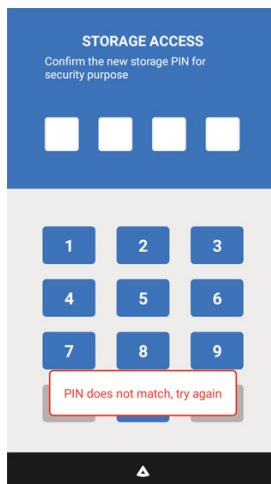 STORAGE ACCESS
Confirm the new storage PIN for
security purpose
1 2 3
4 5 6
7 8 9
PIN does not match, try again